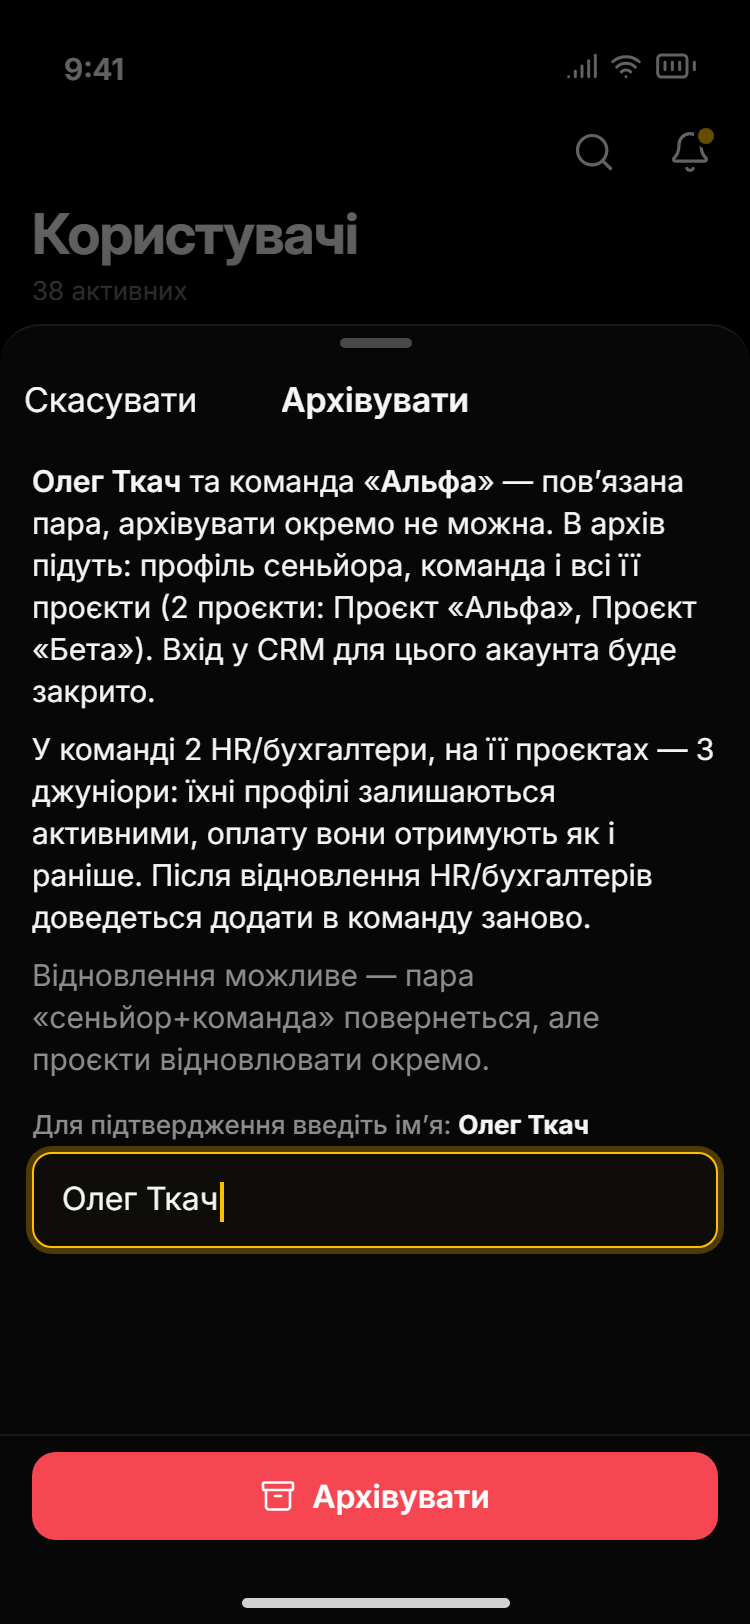 9:41
Користувачі
38 активних
Скасувати
Архівувати
Олег Ткач та команда «Альфа» — пов’язана
пара, архівувати окремо не можна. В архів
підуть: профіль сеньйора, команда і всі її
проєкти (2 проєкти: Проєкт «Альфа», Проєкт
«Бета»). Вхід у CRM для цього акаунта буде
закрито.
У команді 2 HR/бухгалтери, на її проєктах — 3
джуніори: їхні профілі залишаються
активними, оплату вони отримують як і
раніше. Після відновлення HR/бухгалтерів
доведеться додати в команду заново.
Відновлення можливе — пара
«сеньйор+команда» повернеться, але
проєкти відновлювати окремо.
Для підтвердження введіть ім’я: Олег Ткач
Олег Ткач
Архівувати